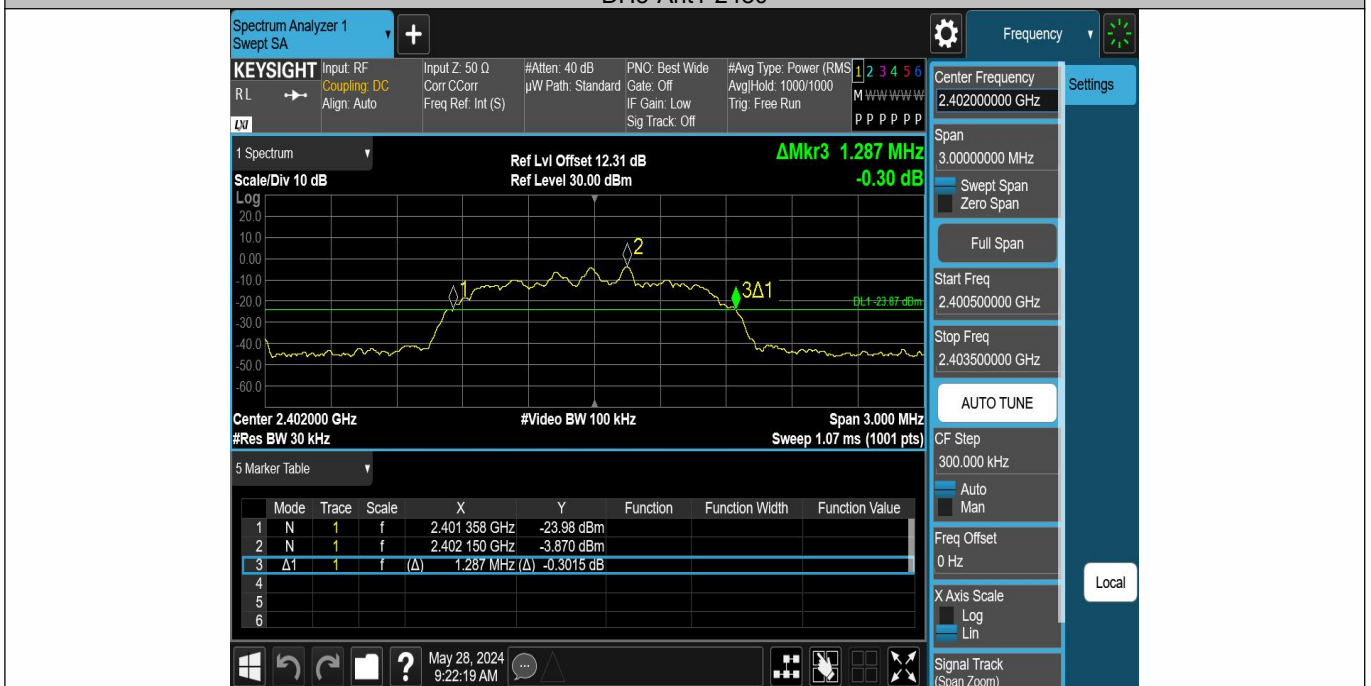 Spectrum Analyzer 1
Swept SA
+
Frequency
KEYSIGHT
RL
LXI
Input: RF
Coupling: DC
Align: Auto
Input Z: 50 Ω
Corr CCorr
Freq Ref: Int (S)
#Atten: 40 dB
µW Path: Standard
PNO: Best Wide
Gate: Off
IF Gain: Low
Sig Track: Off
#Avg Type: Power (RMS
Avg|Hold: 1000/1000
Trig: Free Run
1 2 3 4 5 6
M W W W W W
P P P P P P
1 Spectrum
Scale/Div 10 dB
Ref Lvl Offset 12.31 dB
Ref Level 30.00 dBm
ΔMkr3 1.287 MHz
-0.30 dB
Log
20.0
10.0
0.00
-10.0
-20.0
-30.0
-40.0
-50.0
-60.0
1
2
3Δ1
DL1 -23.87 dBm
Center 2.402000 GHz
#Video BW 100 kHz
Span 3.000 MHz
#Res BW 30 kHz
Sweep 1.07 ms (1001 pts)
5 Marker Table
Mode Trace Scale X Y Function Function Width Function Value
1 N 1 f 2.401 358 GHz -23.98 dBm
2 N 1 f 2.402 150 GHz -3.870 dBm
3 Δ1 1 f (Δ) 1.287 MHz (Δ) -0.3015 dB
4
5
6
?
May 28, 2024
9:22:19 AM
Center Frequency
2.402000000 GHz
Settings
Span
3.00000000 MHz
Swept Span
Zero Span
Full Span
Start Freq
2.400500000 GHz
Stop Freq
2.403500000 GHz
AUTO TUNE
CF Step
300.000 kHz
Auto
Man
Freq Offset
0 Hz
X Axis Scale
Log
Lin
Local
Signal Track
(Span Zoom)